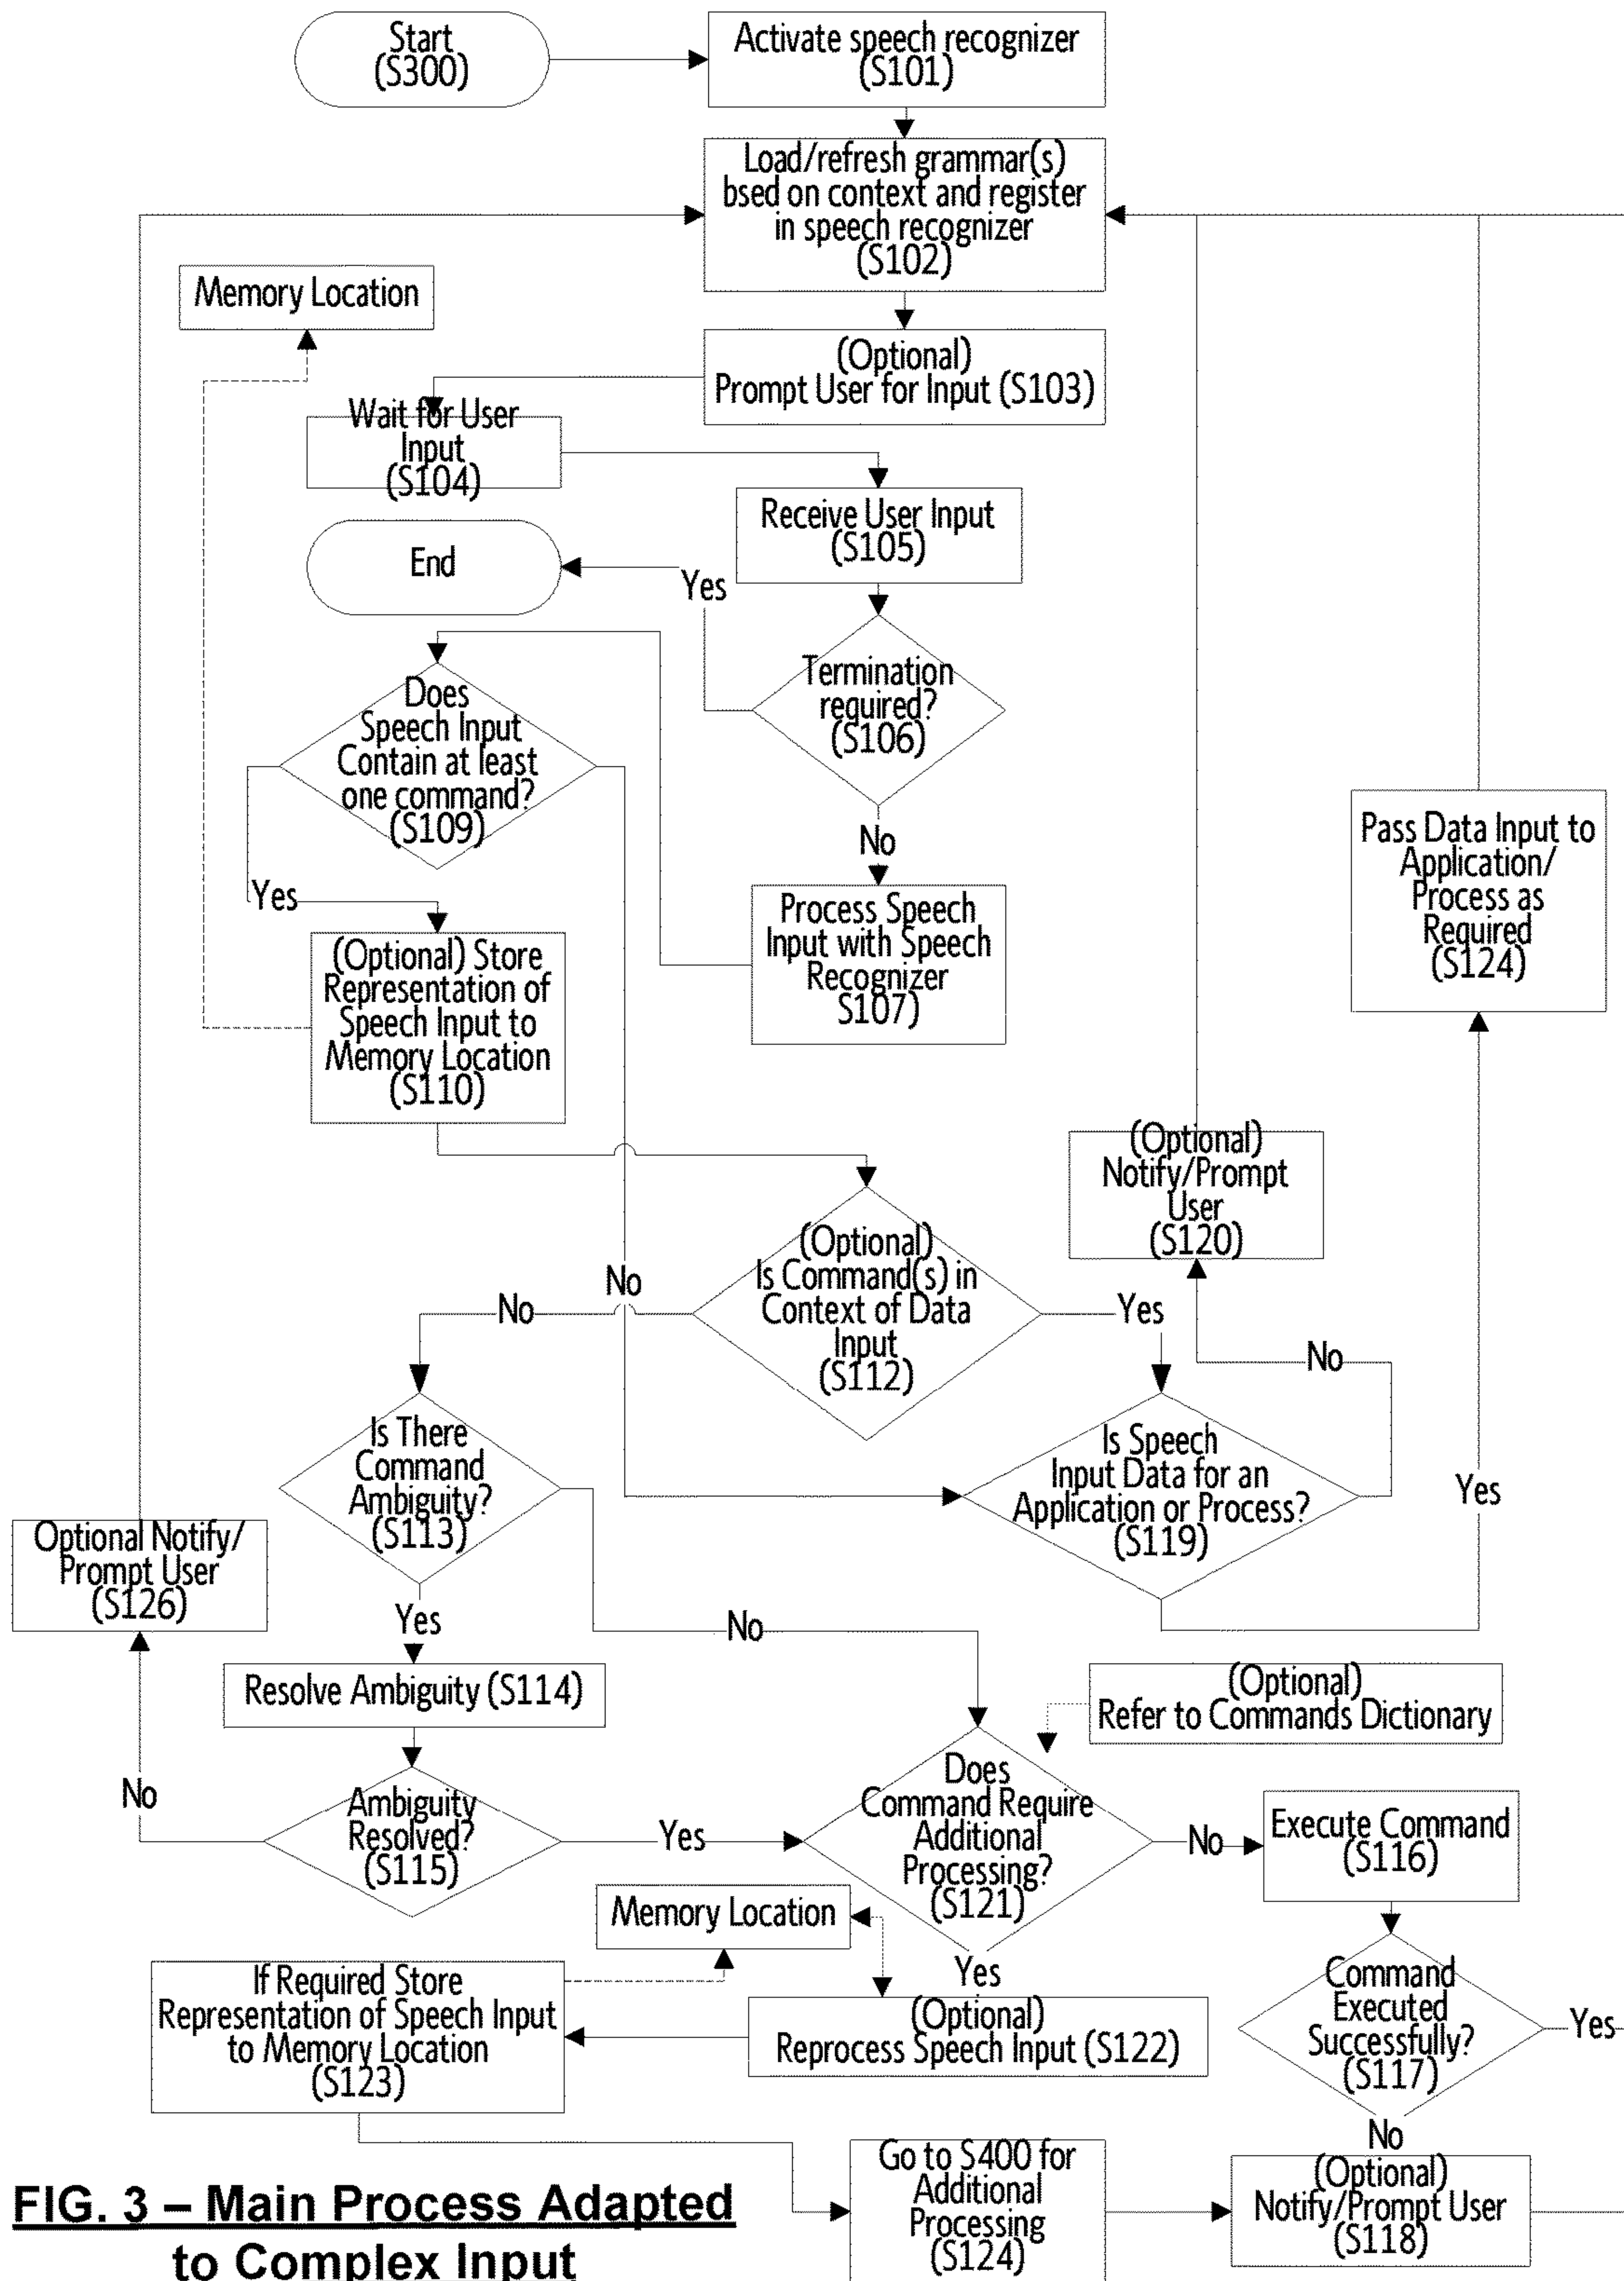 Start
(S300)
Activate speech recognizer
(S101)
Load/refresh grammar(s)
bsed on context and register
in speech recognizer
(S102)
Memory Location
(Optional)
Prompt User for Input (S103)
Wait for User
Input
(S104)
Receive User Input
(S105)
End
Yes
Termination
required?
(S106)
Does
Speech Input
Contain at least
one command?
(S109)
No
Yes
Process Speech
Input with Speech
Recognizer
S107)
Pass Data Input to
Application/
Process as
Required
(S124)
(Optional) Store
Representation of
Speech Input to
Memory Location
(S110)
(Optional)
Notify/Prompt
User
(S120)
(Optional)
Is Command(s) in
Context of Data
Input
(S112)
No
No
Yes
No
Is There
Command
Ambiguity?
(S113)
Is Speech
Input Data for an
Application or Process?
(S119)
Yes
Optional Notify/
Prompt User
(S126)
Yes
No
Resolve Ambiguity (S114)
(Optional)
Refer to Commands Dictionary
No
Ambiguity
Resolved?
(S115)
Yes
Does
Command Require
Additional
Processing?
(S121)
No
Execute Command
(S116)
Memory Location
Yes
If Required Store
Representation of Speech Input
to Memory Location
(S123)
(Optional)
Reprocess Speech Input (S122)
Command
Executed
Successfully?
(S117)
Yes
No
Go to S400 for
Additional
Processing
(S124)
(Optional)
Notify/Prompt User
(S118)
FIG. 3 – Main Process Adapted
to Complex Input